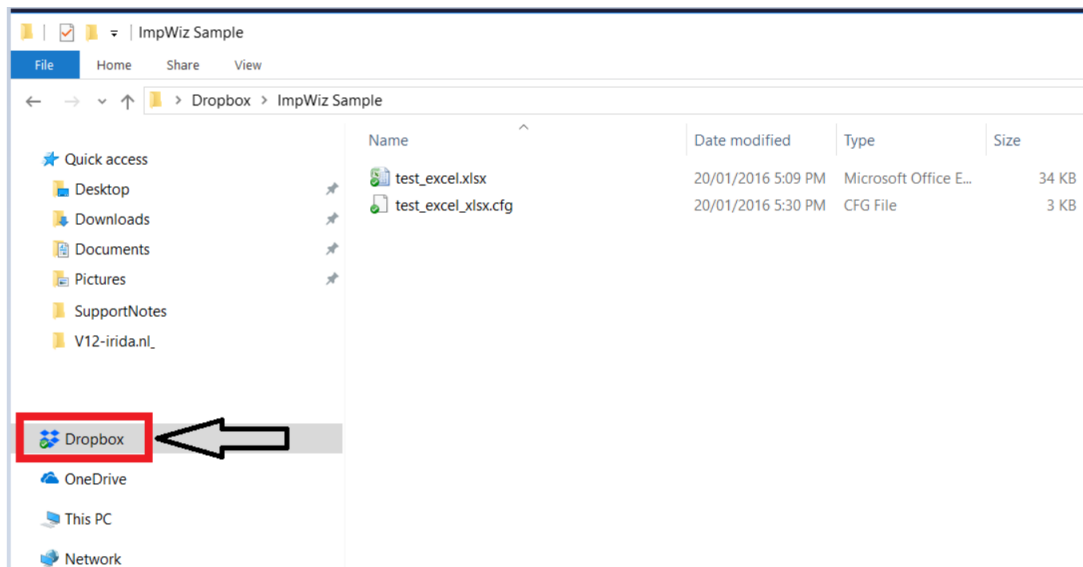 ImpWiz Sample
File Home Share View
Dropbox > ImpWiz Sample
Name Date modified Type Size
Quick access
Desktop
Downloads
Documents
Pictures
SupportNotes
V12-irida.nl_
Dropbox
OneDrive
This PC
Network
test_excel.xlsx 20/01/2016 5:09 PM Microsoft Office E... 34 KB
test_excel_xlsx.cfg 20/01/2016 5:30 PM CFG File 3 KB